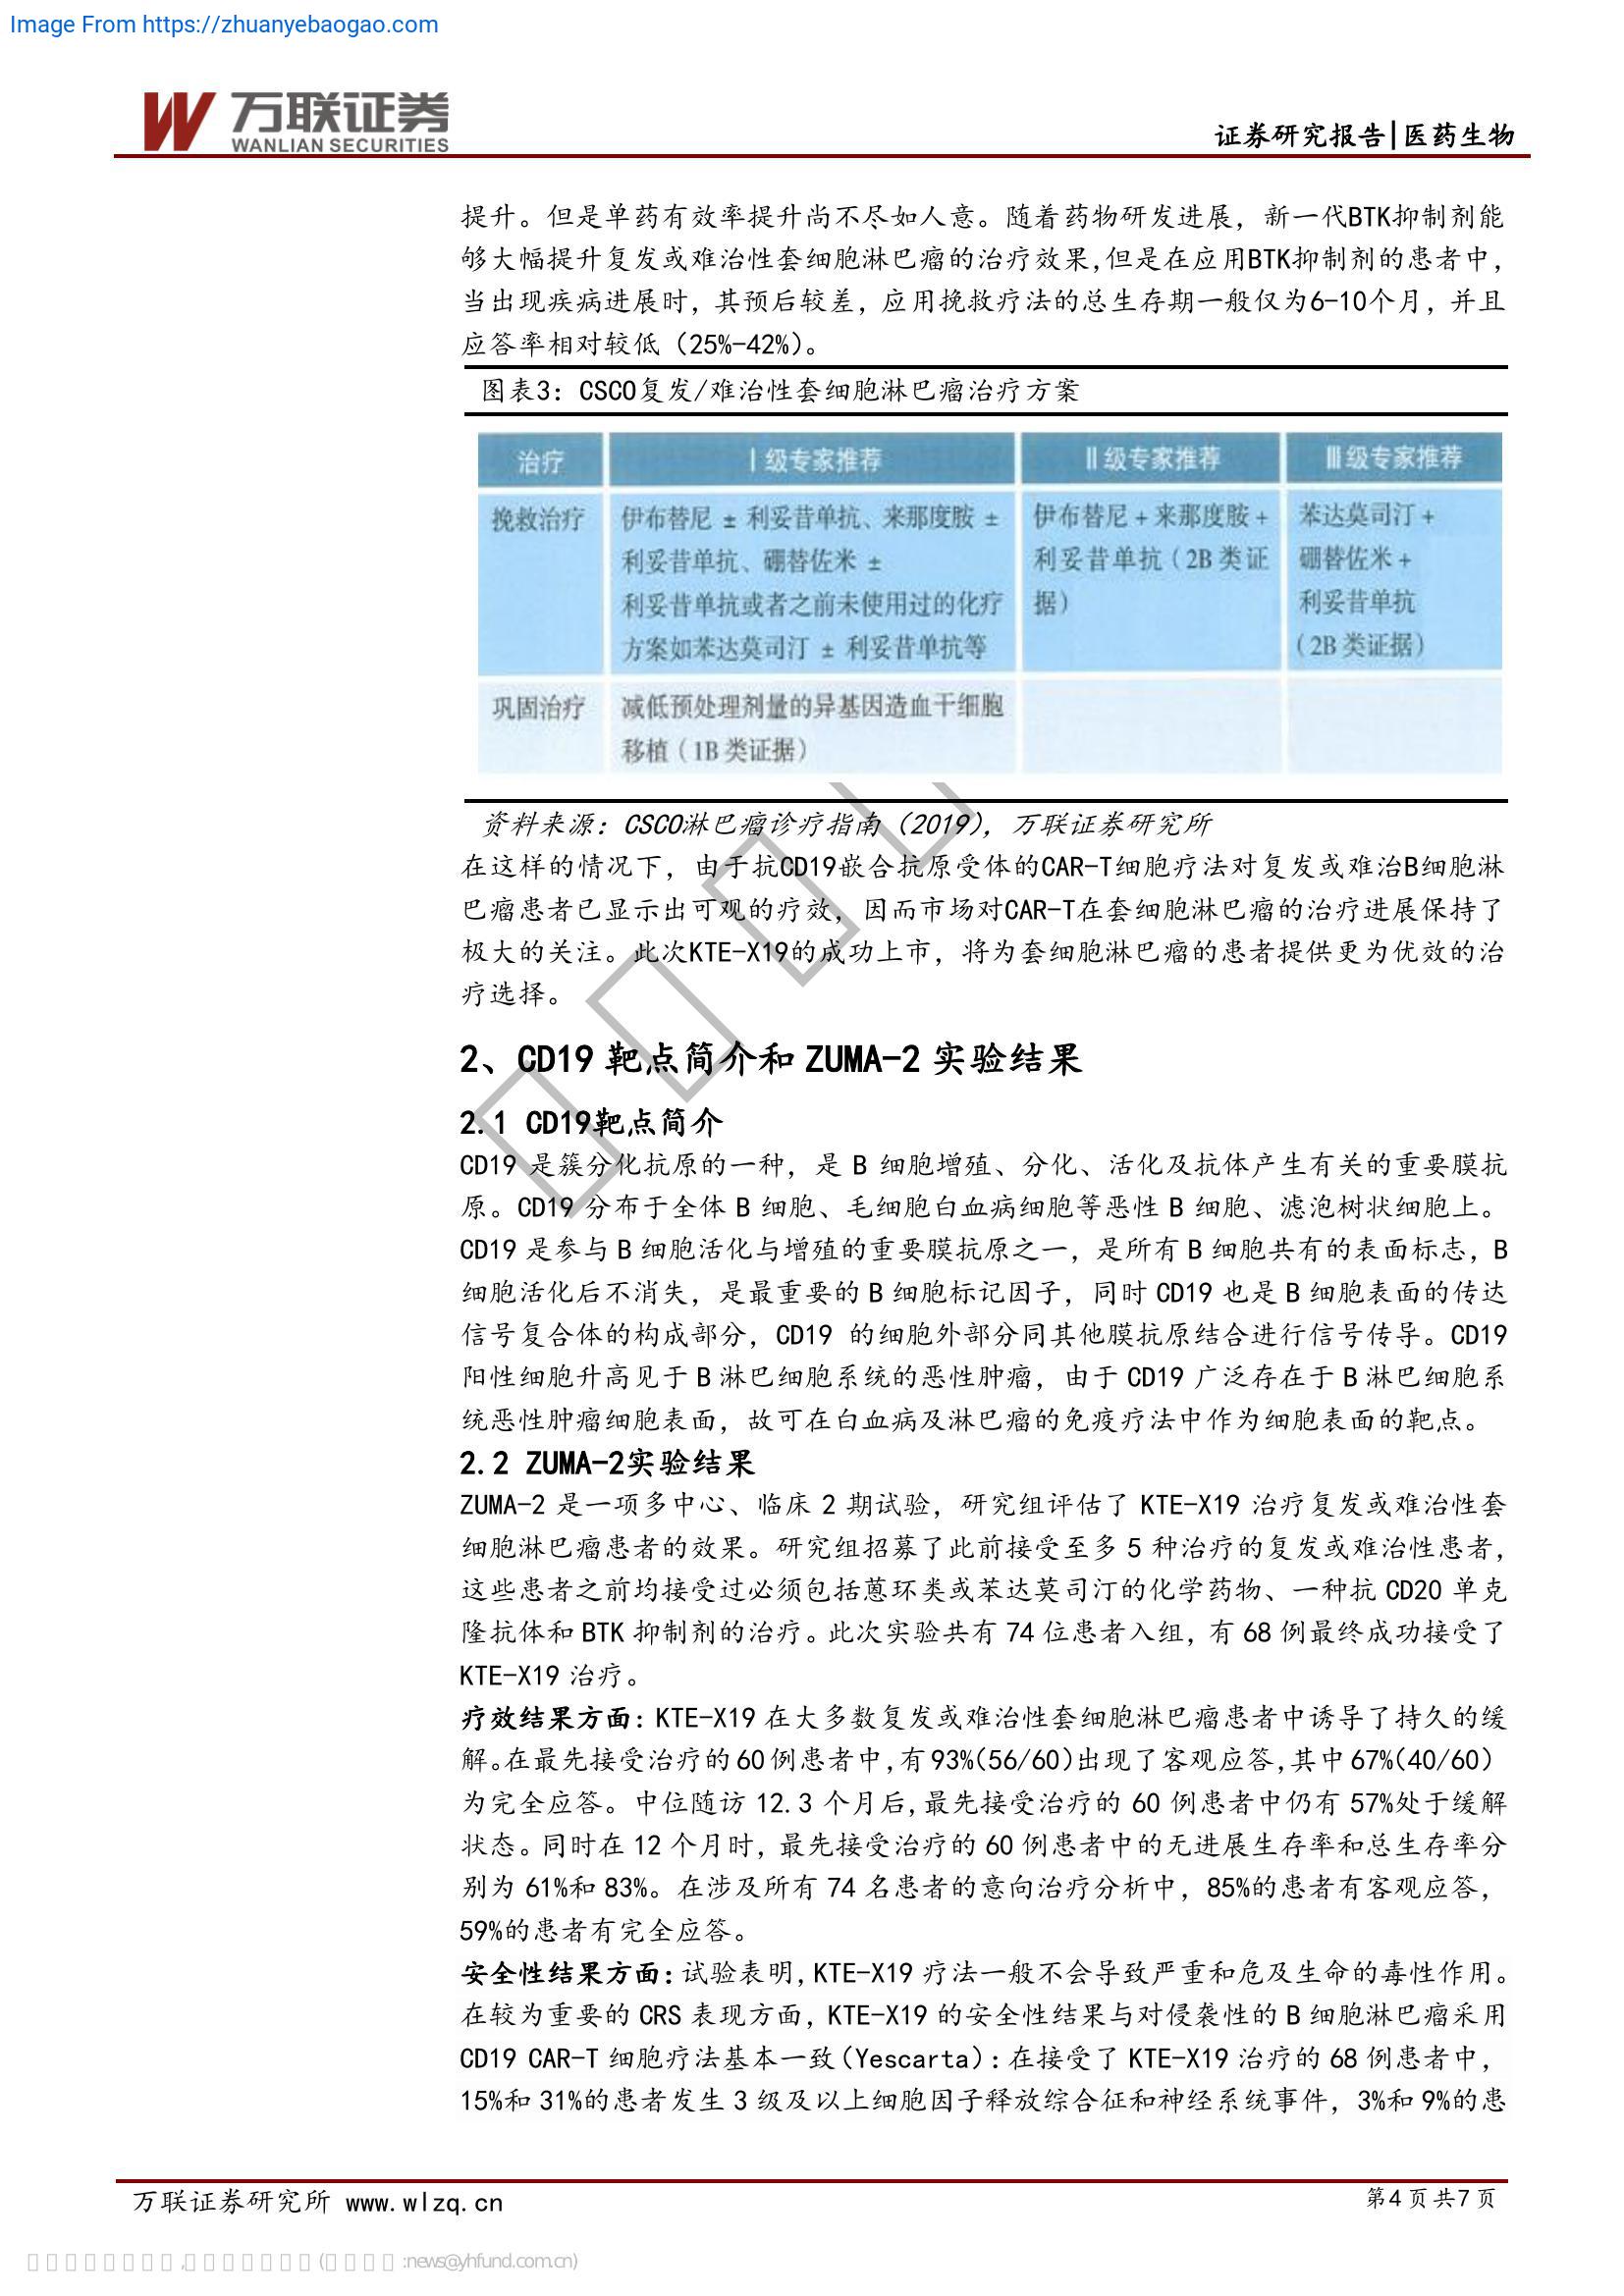 Image From https://zhuanyebaogao.com
万联证券
WANLIAN SECURITIES
证券研究报告|医药生物
提升。但是单药有效率提升尚不尽如人意。随着药物研发进展，新一代BTK抑制剂能
够大幅提升复发或难治性套细胞淋巴瘤的治疗效果,但是在应用BTK抑制剂的患者中,
当出现疾病进展时，其预后较差，应用挽救疗法的总生存期一般仅为6-10个月，并且
应答率相对较低（25%-42%）。
图表3：CSCO复发/难治性套细胞淋巴瘤治疗方案
治疗 Ⅰ级专家推荐 Ⅱ级专家推荐 Ⅲ级专家推荐
挽救治疗 伊布替尼 ± 利妥昔单抗、来那度胺 ± 伊布替尼 + 来那度胺 + 苯达莫司汀 +
利妥昔单抗、硼替佐米 ± 利妥昔单抗（2B 类证 硼替佐米 +
利妥昔单抗或者之前未使用过的化疗 据） 利妥昔单抗
方案如苯达莫司汀 ± 利妥昔单抗等 （2B 类证据）
巩固治疗 减低预处理剂量的异基因造血干细胞
移植（1B 类证据）
资料来源：CSCO淋巴瘤诊疗指南（2019），万联证券研究所
在这样的情况下，由于抗CD19嵌合抗原受体的CAR-T细胞疗法对复发或难治B细胞淋
巴瘤患者已显示出可观的疗效，因而市场对CAR-T在套细胞淋巴瘤的治疗进展保持了
极大的关注。此次KTE-X19的成功上市，将为套细胞淋巴瘤的患者提供更为优效的治
疗选择。
2、CD19 靶点简介和 ZUMA-2 实验结果
2.1 CD19靶点简介
CD19 是簇分化抗原的一种，是 B 细胞增殖、分化、活化及抗体产生有关的重要膜抗
原。CD19 分布于全体 B 细胞、毛细胞白血病细胞等恶性 B 细胞、滤泡树状细胞上。
CD19 是参与 B 细胞活化与增殖的重要膜抗原之一，是所有 B 细胞共有的表面标志，B
细胞活化后不消失，是最重要的 B 细胞标记因子，同时 CD19 也是 B 细胞表面的传达
信号复合体的构成部分，CD19 的细胞外部分同其他膜抗原结合进行信号传导。CD19
阳性细胞升高见于 B 淋巴细胞系统的恶性肿瘤，由于 CD19 广泛存在于 B 淋巴细胞系
统恶性肿瘤细胞表面，故可在白血病及淋巴瘤的免疫疗法中作为细胞表面的靶点。
2.2 ZUMA-2实验结果
ZUMA-2 是一项多中心、临床 2 期试验，研究组评估了 KTE-X19 治疗复发或难治性套
细胞淋巴瘤患者的效果。研究组招募了此前接受至多 5 种治疗的复发或难治性患者，
这些患者之前均接受过必须包括蒽环类或苯达莫司汀的化学药物、一种抗 CD20 单克
隆抗体和 BTK 抑制剂的治疗。此次实验共有 74 位患者入组，有 68 例最终成功接受了
KTE-X19 治疗。
疗效结果方面：KTE-X19 在大多数复发或难治性套细胞淋巴瘤患者中诱导了持久的缓
解。在最先接受治疗的 60 例患者中,有 93%(56/60)出现了客观应答,其中 67%(40/60)
为完全应答。中位随访 12.3 个月后,最先接受治疗的 60 例患者中仍有 57%处于缓解
状态。同时在 12 个月时，最先接受治疗的 60 例患者中的无进展生存率和总生存率分
别为 61%和 83%。在涉及所有 74 名患者的意向治疗分析中，85%的患者有客观应答，
59%的患者有完全应答。
安全性结果方面：试验表明,KTE-X19 疗法一般不会导致严重和危及生命的毒性作用。
在较为重要的 CRS 表现方面，KTE-X19 的安全性结果与对侵袭性的 B 细胞淋巴瘤采用
CD19 CAR-T 细胞疗法基本一致（Yescarta）：在接受了 KTE-X19 治疗的 68 例患者中，
15%和 31%的患者发生 3 级及以上细胞因子释放综合征和神经系统事件，3%和 9%的患
万联证券研究所 www.wlzq.cn
第4页共7页
:news@yhfund.com.cn)